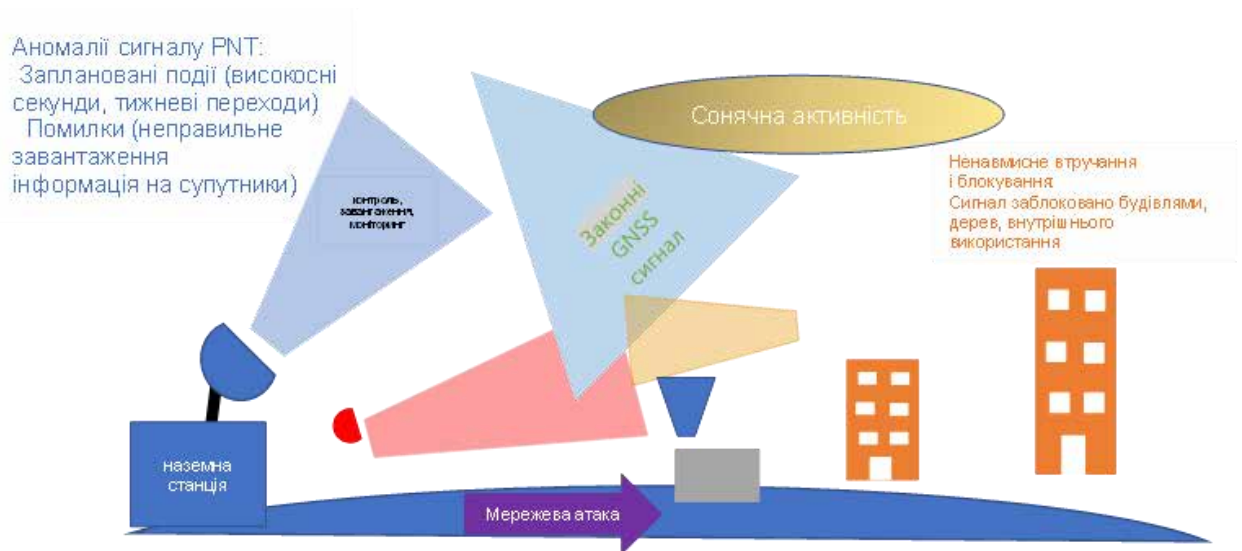 Аномалії сигналу PNT:
Заплановані події (високосні
секунди, тижневі переходи)
Помилки (неправильне
завантаження
інформація на супутники)
контроль,
завантаження,
моніторинг
Законні
GNSS
сигнал
Сонячна активність
Ненавмисне втручання
і блокування:
Сигнал заблоковано будівлями,
дерев, внутрішнього
використання
наземна
станція
Мережева атака